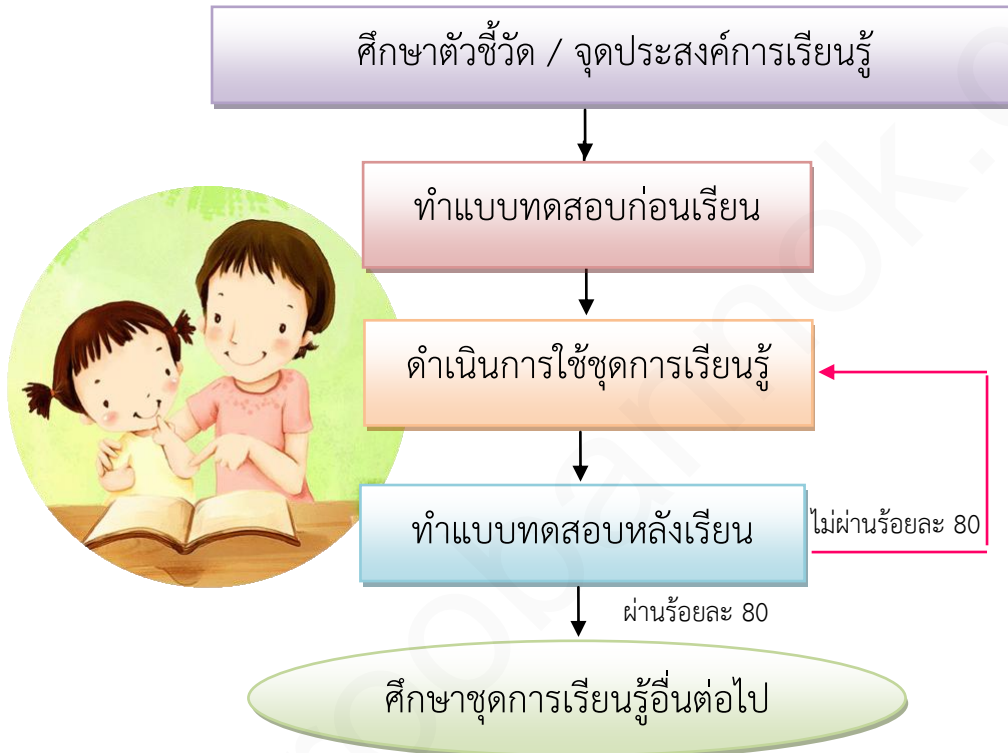 ศึกษาตัวชี้วัด / จุดประสงค์การเรียนรู้
ทำแบบทดสอบก่อนเรียน
ดำเนินการใช้ชุดการเรียนรู้
ทำแบบทดสอบหลังเรียน
ไม่ผ่านร้อยละ 80
ผ่านร้อยละ 80
ศึกษาชุดการเรียนรู้อื่นต่อไป